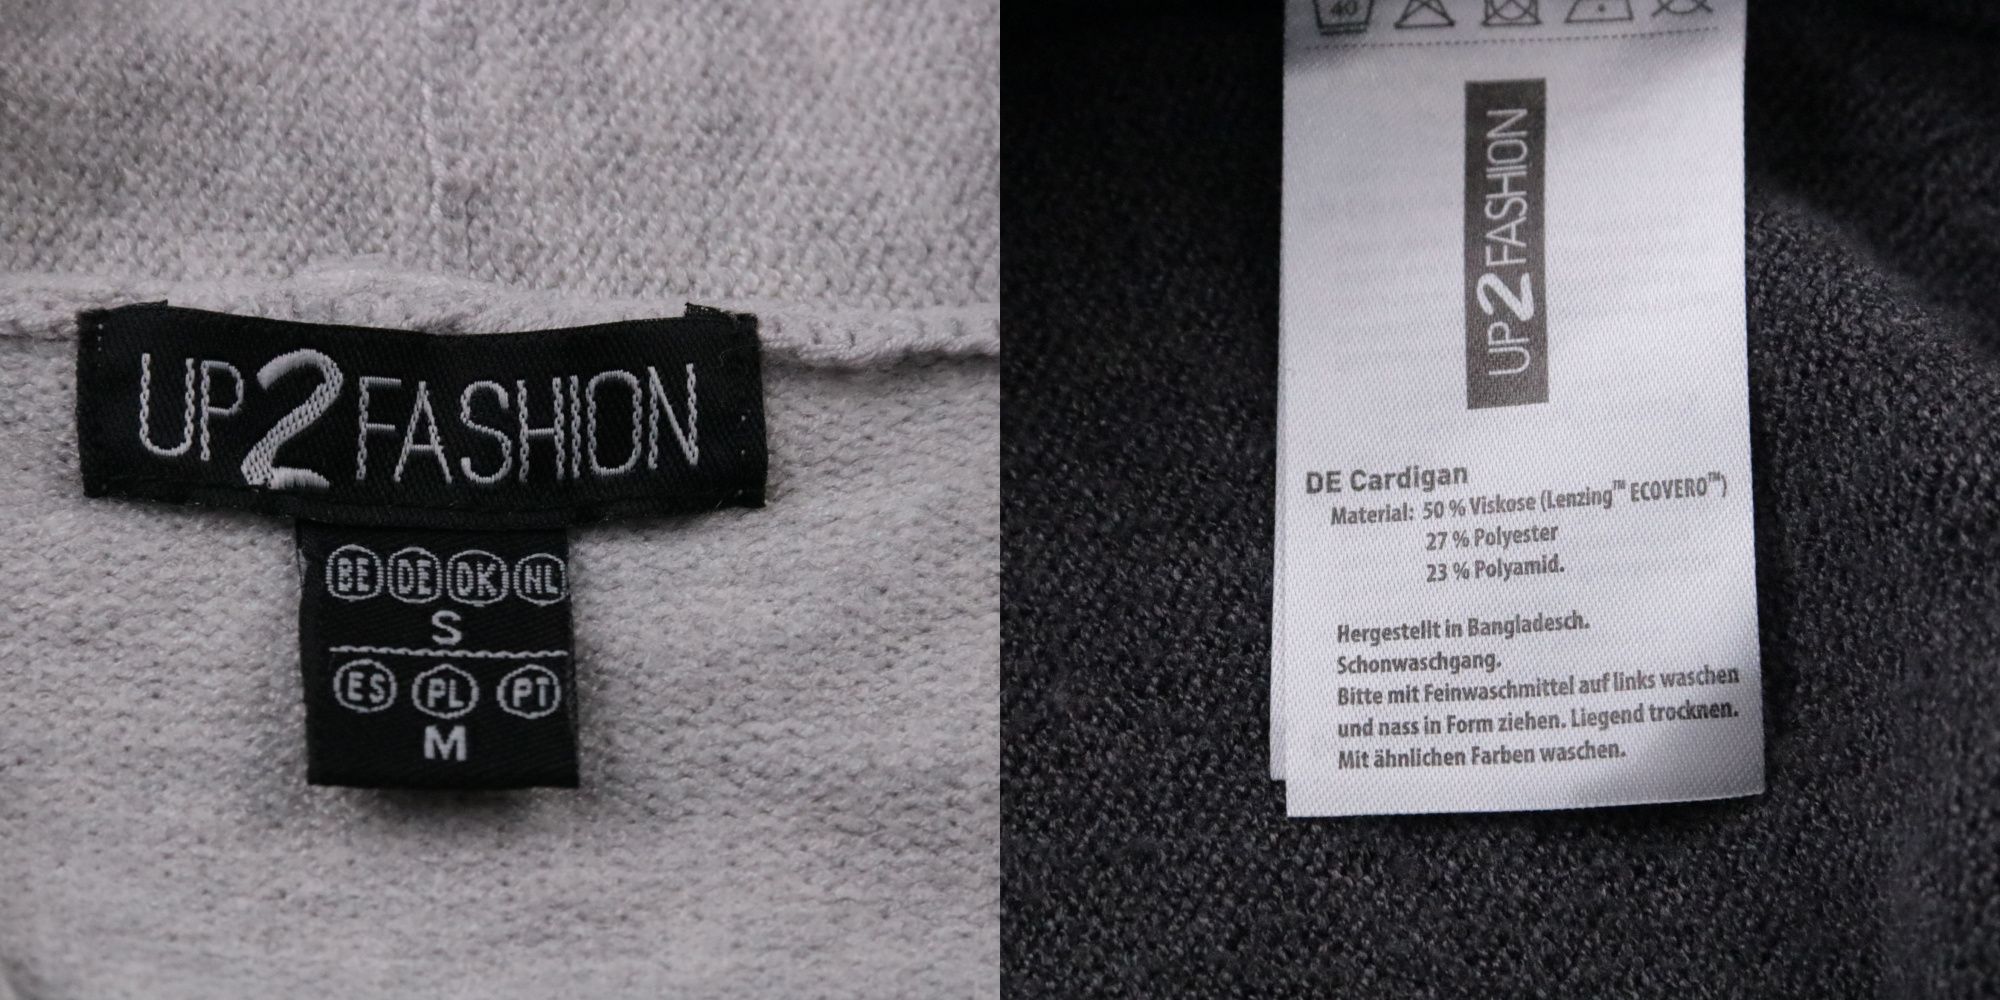 UP2FASHION
BE DE DK NL
S
ES PL PT
M
40
UP2FASHION
DE Cardigan
Material: 50 % Viskose (Lenzing™ ECOVERO™)
27 % Polyester
23 % Polyamid.
Hergestellt in Bangladesch.
Schonwaschgang.
Bitte mit Feinwaschmittel auf links waschen
und nass in Form ziehen. Liegend trocknen.
Mit ähnlichen Farben waschen.